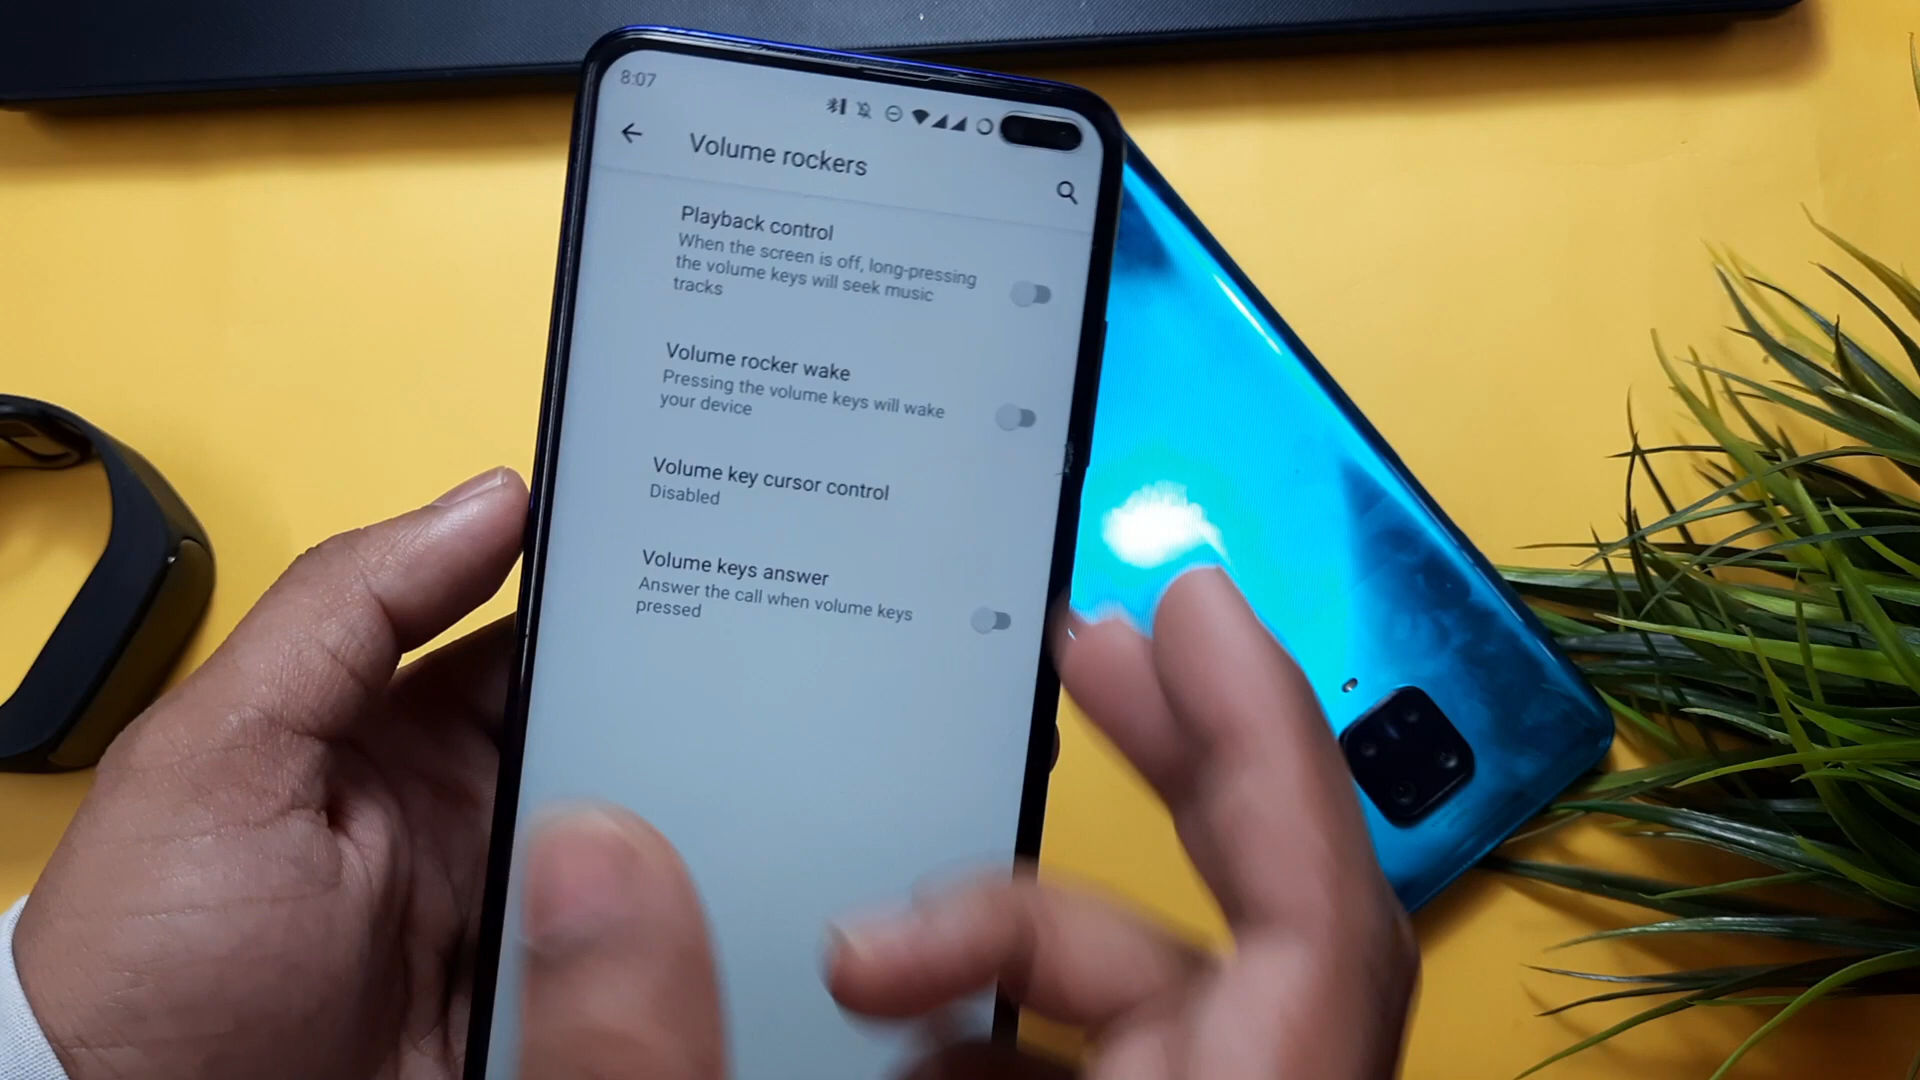 8:07
Volume rockers
Playback control
When the screen is off, long-pressing
the volume keys will seek music
tracks
Volume rocker wake
Pressing the volume keys will wake
your device
Volume key cursor control
Disabled
Volume keys answer
Answer the call when volume keys
pressed